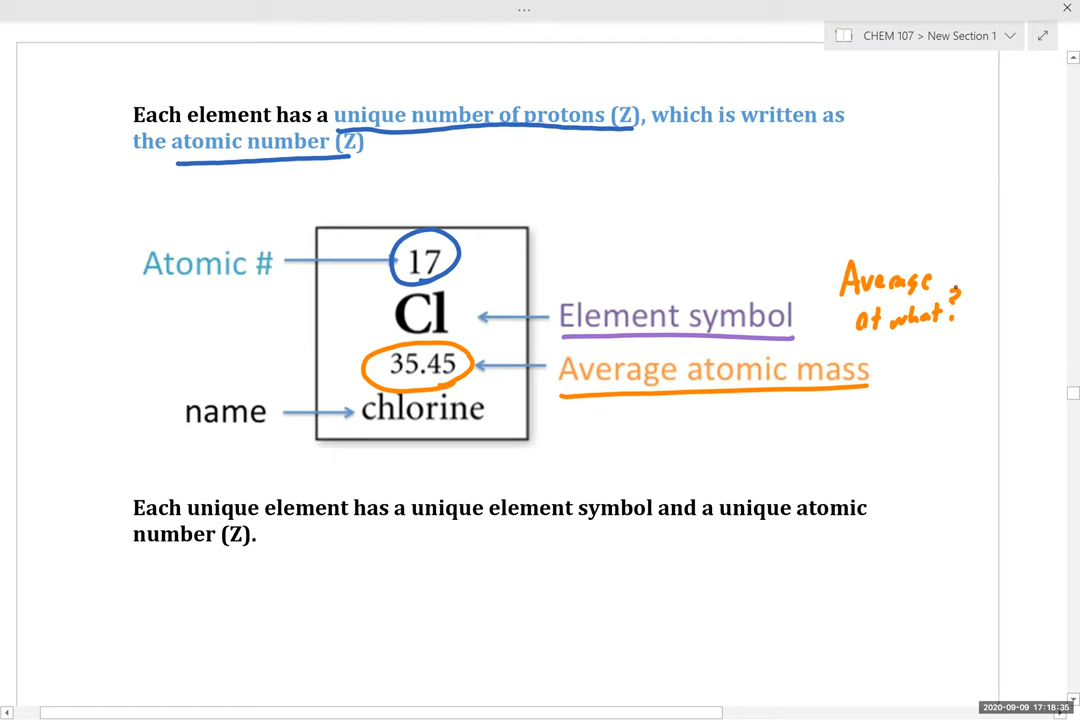 ...
CHEM 107 > New Section 1
Each element has a unique number of protons (Z), which is written as
the atomic number (Z)
Atomic #
17
Cl
35.45
chlorine
name
Element symbol
Average atomic mass
Average
of what?
Each unique element has a unique element symbol and a unique atomic
number (Z).
2020-09-09 17:18:35